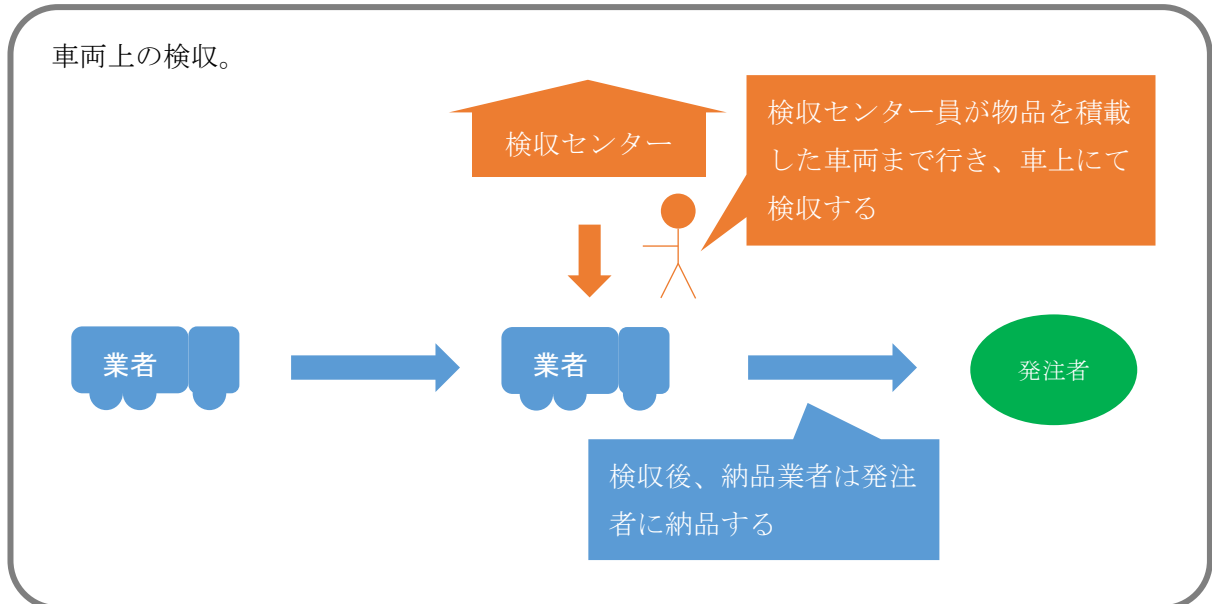 車両上の検収。
検収センター
検収センター員が物品を積載
した車両まで行き、車上にて
検収する
業者
業者
発注者
検収後、納品業者は発注
者に納品する